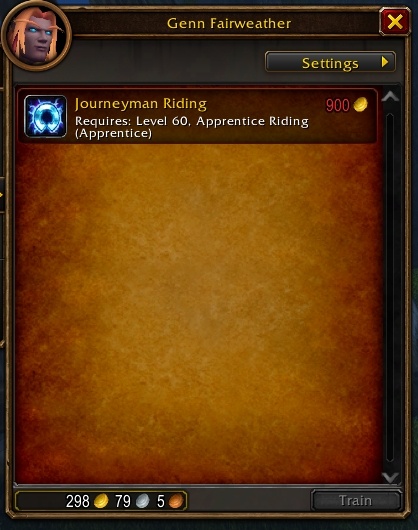 Genn Fairweather
Settings
Journeyman Riding 900
Requires: Level 60, Apprentice Riding
(Apprentice)
298 79 5
Train